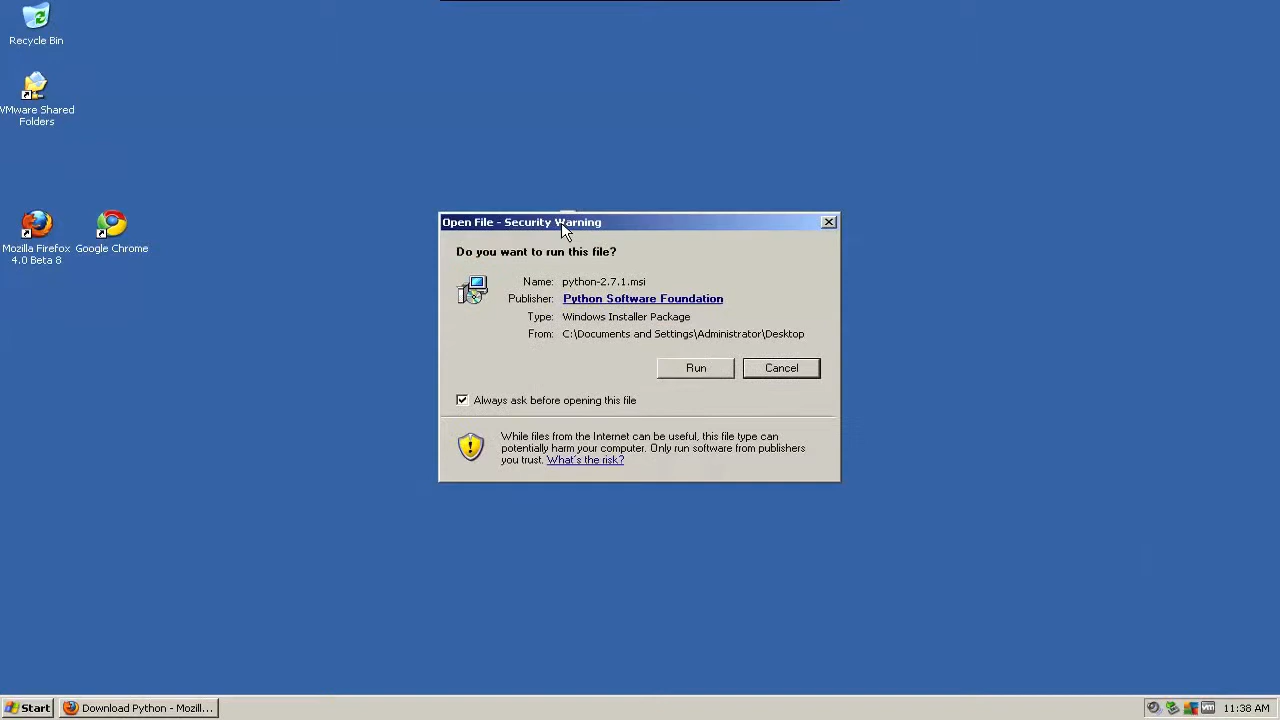 Recycle Bin
VMware Shared
Folders
Mozilla Firefox
4.0 Beta 8
Google Chrome
Open File - Security Warning
Do you want to run this file?
Name: python-2.7.1.msi
Publisher: Python Software Foundation
Type: Windows Installer Package
From: C:\Documents and Settings\Administrator\Desktop
Run
Cancel
Always ask before opening this file
While files from the Internet can be useful, this file type can
potentially harm your computer. Only run software from publishers
you trust. What's the risk?
Start
Download Python - Mozill...
vm
11:38 AM